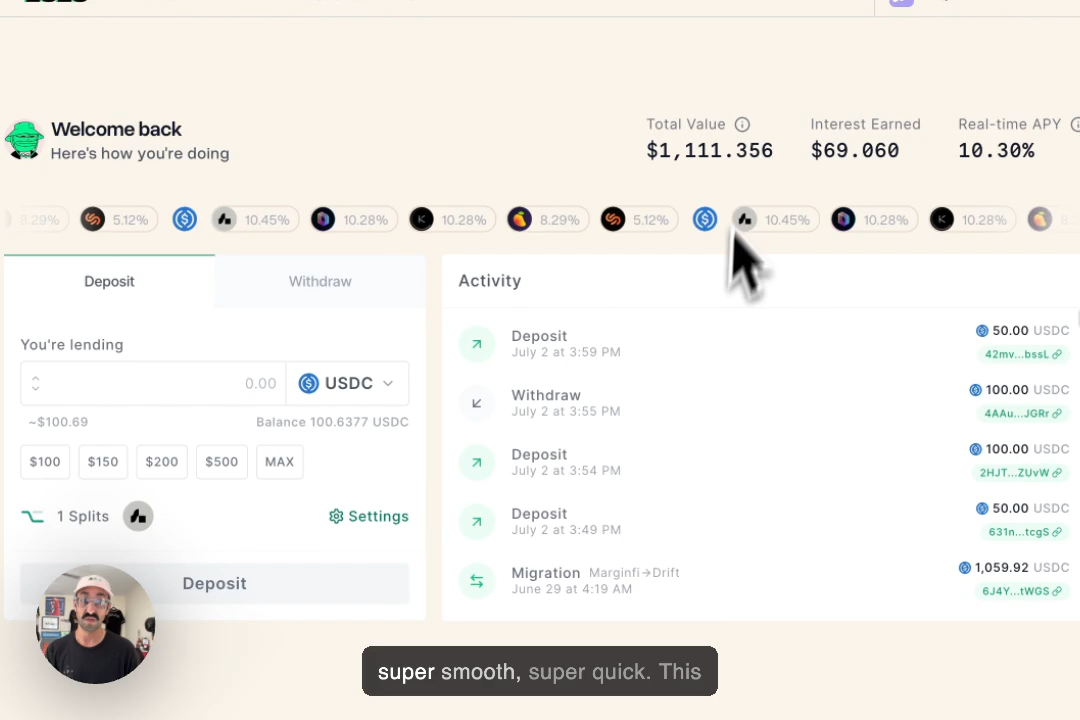 Welcome back
Here's how you're doing
Total Value
$1,111.356
Interest Earned
$69.060
Real-time APY
10.30%
8.29% 5.12% 10.45% 10.28% 10.28% 8.29% 5.12% 10.45% 10.28% 10.28%
Deposit
Withdraw
You're lending
0.00
USDC
~$100.69
Balance 100.6377 USDC
$100
$150
$200
$500
MAX
1 Splits
Settings
Deposit
Activity
Deposit
50.00 USDC
July 2 at 3:59 PM
42mv...bssL
Withdraw
100.00 USDC
July 2 at 3:55 PM
4AAu...JGRr
Deposit
100.00 USDC
July 2 at 3:54 PM
2HJT...ZUvW
Deposit
50.00 USDC
July 2 at 3:49 PM
631n...tcgS
Migration Marginfi→Drift
1,059.92 USDC
June 29 at 4:19 AM
6J4Y...tWGS
super smooth, super quick. This